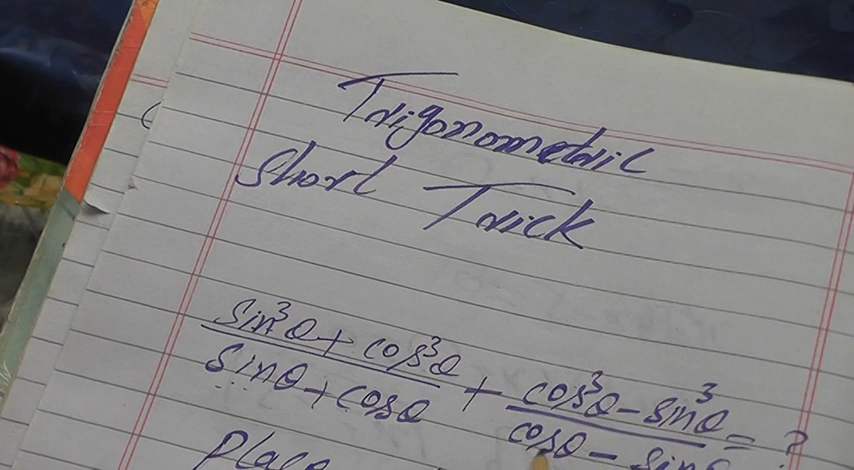 Trigonometric
Short Trick
sin³θ + cos³θ / sinθ + cosθ + cos³θ - sin³θ / cosθ - sinθ = ?
place